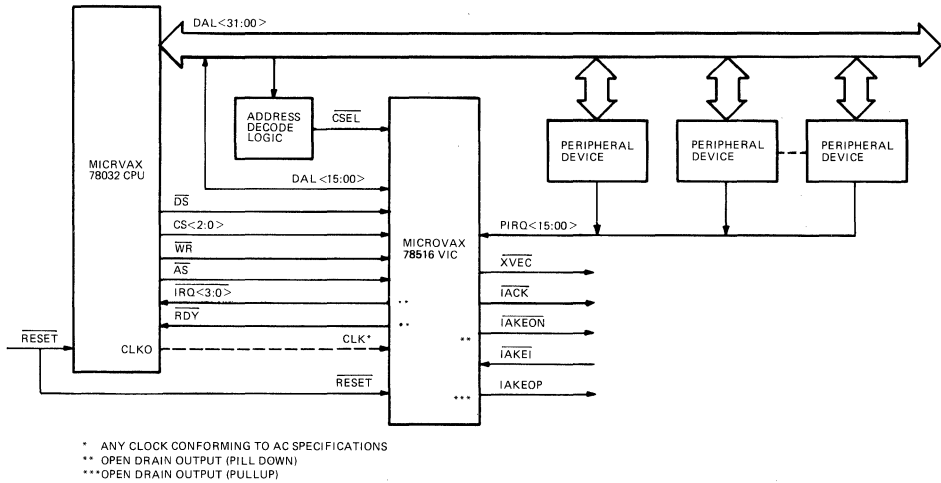 DAL<31:00>
MICRVAX
78032 CPU
ADDRESS
DECODE
LOGIC
CSEL
PERIPHERAL
DEVICE
PERIPHERAL
DEVICE
PERIPHERAL
DEVICE
DAL<15:00>
DS
CS<2:0>
WR
AS
IRQ<3:0>
RDY
CLKO
CLK*
RESET
RESET
MICROVAX
78516 VIC
**
**
**
***
PIRQ<15:00>
XVEC
IACK
IAKEON
IAKEI
IAKEOP
* ANY CLOCK CONFORMING TO AC SPECIFICATIONS
** OPEN DRAIN OUTPUT (PILL DOWN)
***OPEN DRAIN OUTPUT (PULLUP)